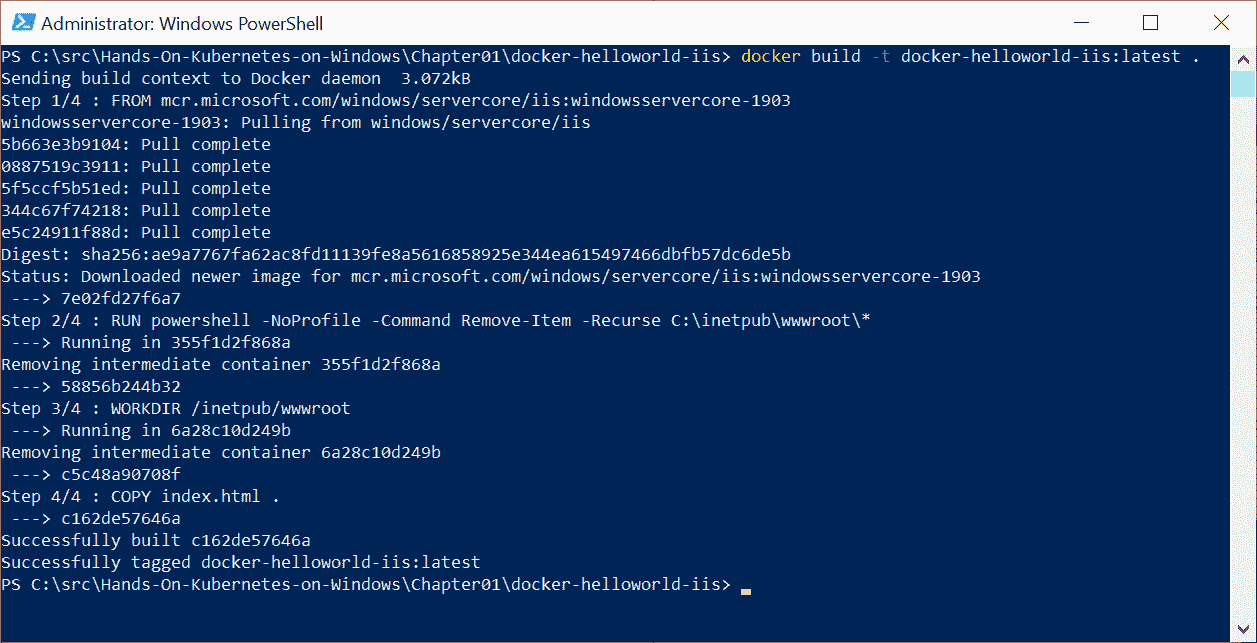 Administrator: Windows PowerShell
PS C:\src\Hands-On-Kubernetes-on-Windows\Chapter01\docker-helloworld-iis> docker build -t docker-helloworld-iis:latest .
Sending build context to Docker daemon  3.072kB
Step 1/4 : FROM mcr.microsoft.com/windows/servercore/iis:windowsservercore-1903
windowsservercore-1903: Pulling from windows/servercore/iis
5b663e3b9104: Pull complete
0887519c3911: Pull complete
5f5ccf5b51ed: Pull complete
344c67f74218: Pull complete
e5c24911f88d: Pull complete
Digest: sha256:ae9a7767fa62ac8fd11139fe8a5616858925e344ea615497466dbfb57dc6de5b
Status: Downloaded newer image for mcr.microsoft.com/windows/servercore/iis:windowsservercore-1903
 ---> 7e02fd27f6a7
Step 2/4 : RUN powershell -NoProfile -Command Remove-Item -Recurse C:\inetpub\wwwroot\*
 ---> Running in 355f1d2f868a
Removing intermediate container 355f1d2f868a
 ---> 58856b244b32
Step 3/4 : WORKDIR /inetpub/wwwroot
 ---> Running in 6a28c10d249b
Removing intermediate container 6a28c10d249b
 ---> c5c48a90708f
Step 4/4 : COPY index.html .
 ---> c162de57646a
Successfully built c162de57646a
Successfully tagged docker-helloworld-iis:latest
PS C:\src\Hands-On-Kubernetes-on-Windows\Chapter01\docker-helloworld-iis>